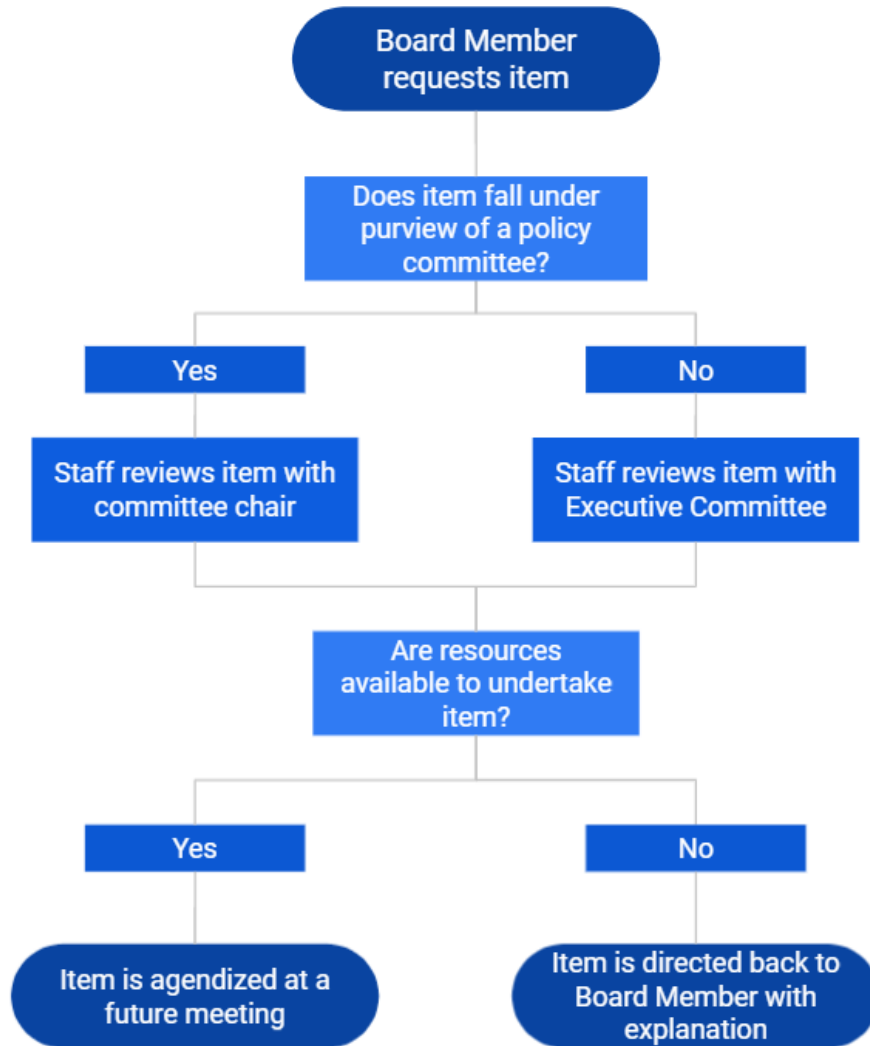 Board Member
requests item
Does item fall under
purview of a policy
committee?
Yes
No
Staff reviews item with
committee chair
Staff reviews item with
Executive Committee
Are resources
available to undertake
item?
Yes
No
Item is agendized at a
future meeting
Item is directed back to
Board Member with
explanation